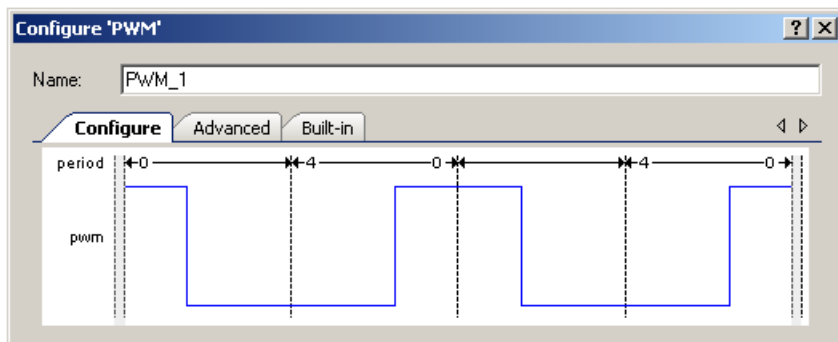 Configure 'PWM'
Name: PWM_1
Configure Advanced Built-in
period 0 4 0 4 0
pwm